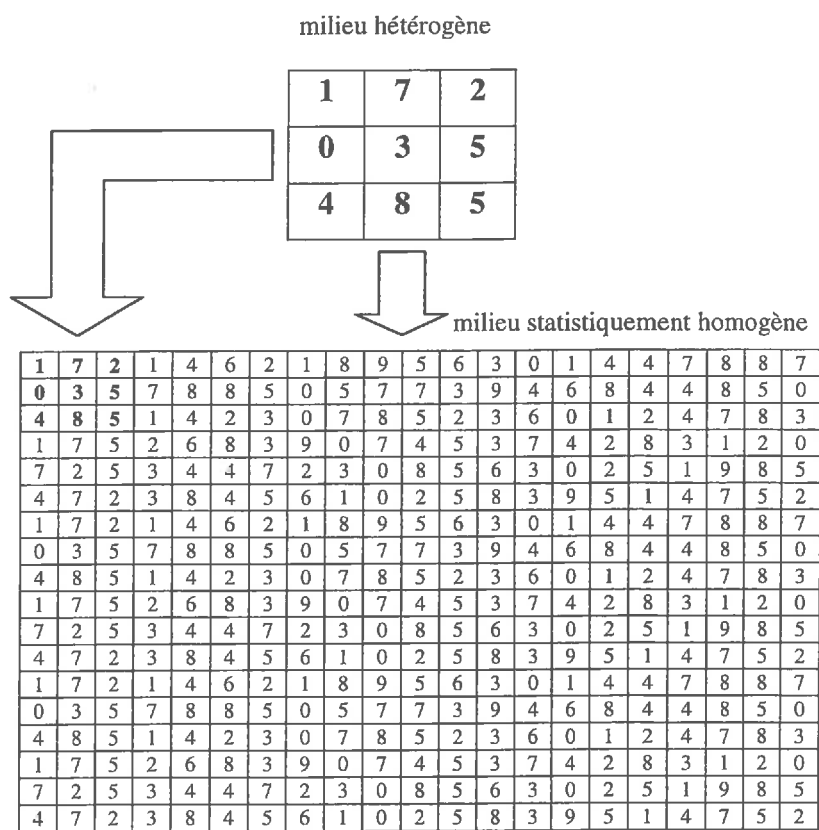 milieu hétérogène
1 7 2
0 3 5
4 8 5
milieu statistiquement homogène
1 7 2 1 4 6 2 1 8 9 5 6 3 0 1 4 4 7 8 8 7
0 3 5 7 8 8 5 0 5 7 7 3 9 4 6 8 4 4 8 5 0
4 8 5 1 4 2 3 0 7 8 5 2 3 6 0 1 2 4 7 8 3
1 7 5 2 6 8 3 9 0 7 4 5 3 7 4 2 8 3 1 2 0
7 2 5 3 4 4 7 2 3 0 8 5 6 3 0 2 5 1 9 8 5
4 7 2 3 8 4 5 6 1 0 2 5 8 3 9 5 1 4 7 5 2
1 7 2 1 4 6 2 1 8 9 5 6 3 0 1 4 4 7 8 8 7
0 3 5 7 8 8 5 0 5 7 7 3 9 4 6 8 4 4 8 5 0
4 8 5 1 4 2 3 0 7 8 5 2 3 6 0 1 2 4 7 8 3
1 7 5 2 6 8 3 9 0 7 4 5 3 7 4 2 8 3 1 2 0
7 2 5 3 4 4 7 2 3 0 8 5 6 3 0 2 5 1 9 8 5
4 7 2 3 8 4 5 6 1 0 2 5 8 3 9 5 1 4 7 5 2
1 7 2 1 4 6 2 1 8 9 5 6 3 0 1 4 4 7 8 8 7
0 3 5 7 8 8 5 0 5 7 7 3 9 4 6 8 4 4 8 5 0
4 8 5 1 4 2 3 0 7 8 5 2 3 6 0 1 2 4 7 8 3
1 7 5 2 6 8 3 9 0 7 4 5 3 7 4 2 8 3 1 2 0
7 2 5 3 4 4 7 2 3 0 8 5 6 3 0 2 5 1 9 8 5
4 7 2 3 8 4 5 6 1 0 2 5 8 3 9 5 1 4 7 5 2